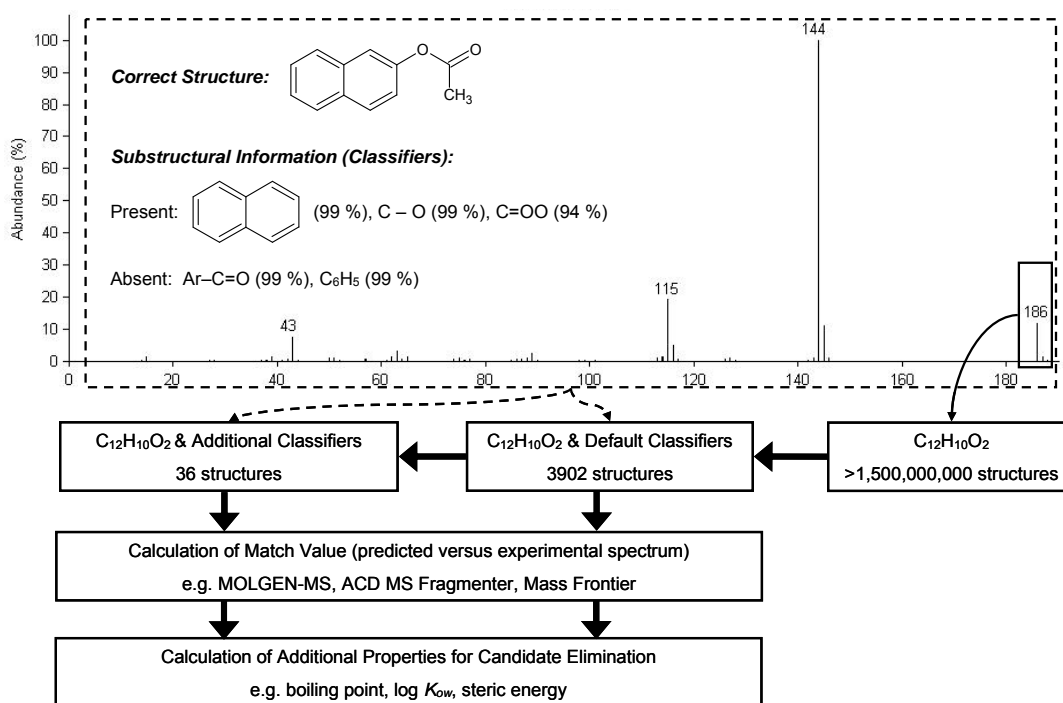 100
90
80
70
60
50
40
30
20
10
0
Abundance (%)
144
115
43
186
Correct Structure:
O
O
CH₃
Substructural Information (Classifiers):
Present: (99 %), C – O (99 %), C=OO (94 %)
Absent: Ar–C=O (99 %), C₆H₅ (99 %)
0 20 40 60 80 100 120 140 160 180
C₁₂H₁₀O₂ & Additional Classifiers
36 structures
C₁₂H₁₀O₂ & Default Classifiers
3902 structures
C₁₂H₁₀O₂
>1,500,000,000 structures
Calculation of Match Value (predicted versus experimental spectrum)
e.g. MOLGEN-MS, ACD MS Fragmenter, Mass Frontier
Calculation of Additional Properties for Candidate Elimination
e.g. boiling point, log Kow, steric energy